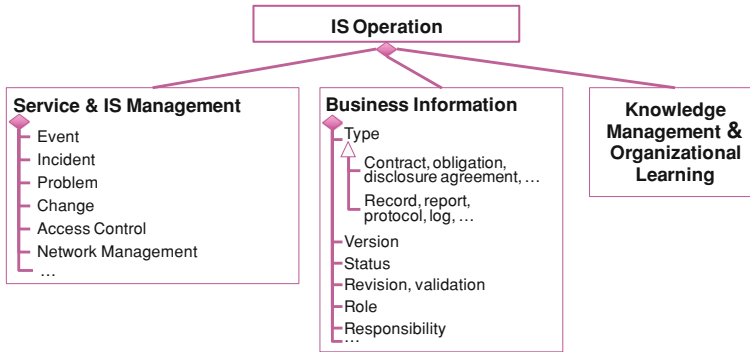 IS Operation
Service & IS Management
Event
Incident
Problem
Change
Access Control
Network Management
…
Business Information
Type
Contract, obligation,
disclosure agreement, …
Record, report,
protocol, log, …
Version
Status
Revision, validation
Role
Responsibility
…
Knowledge
Management &
Organizational
Learning